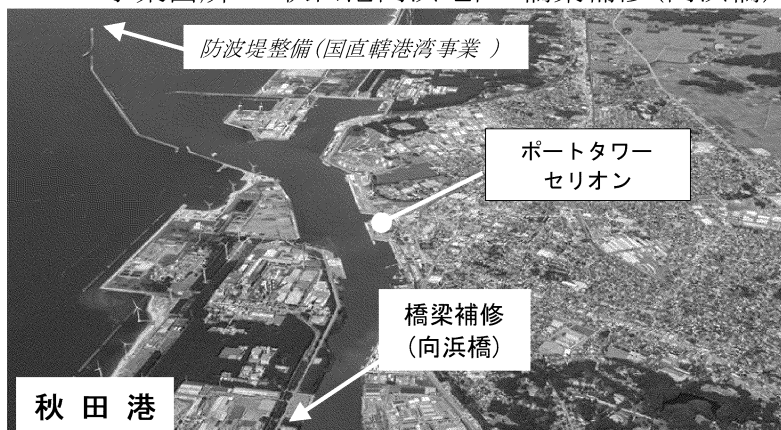 防波堤整備(国直轄港湾事業 )
ポートタワー
セリオン
橋梁補修
(向浜橋)
秋 田 港